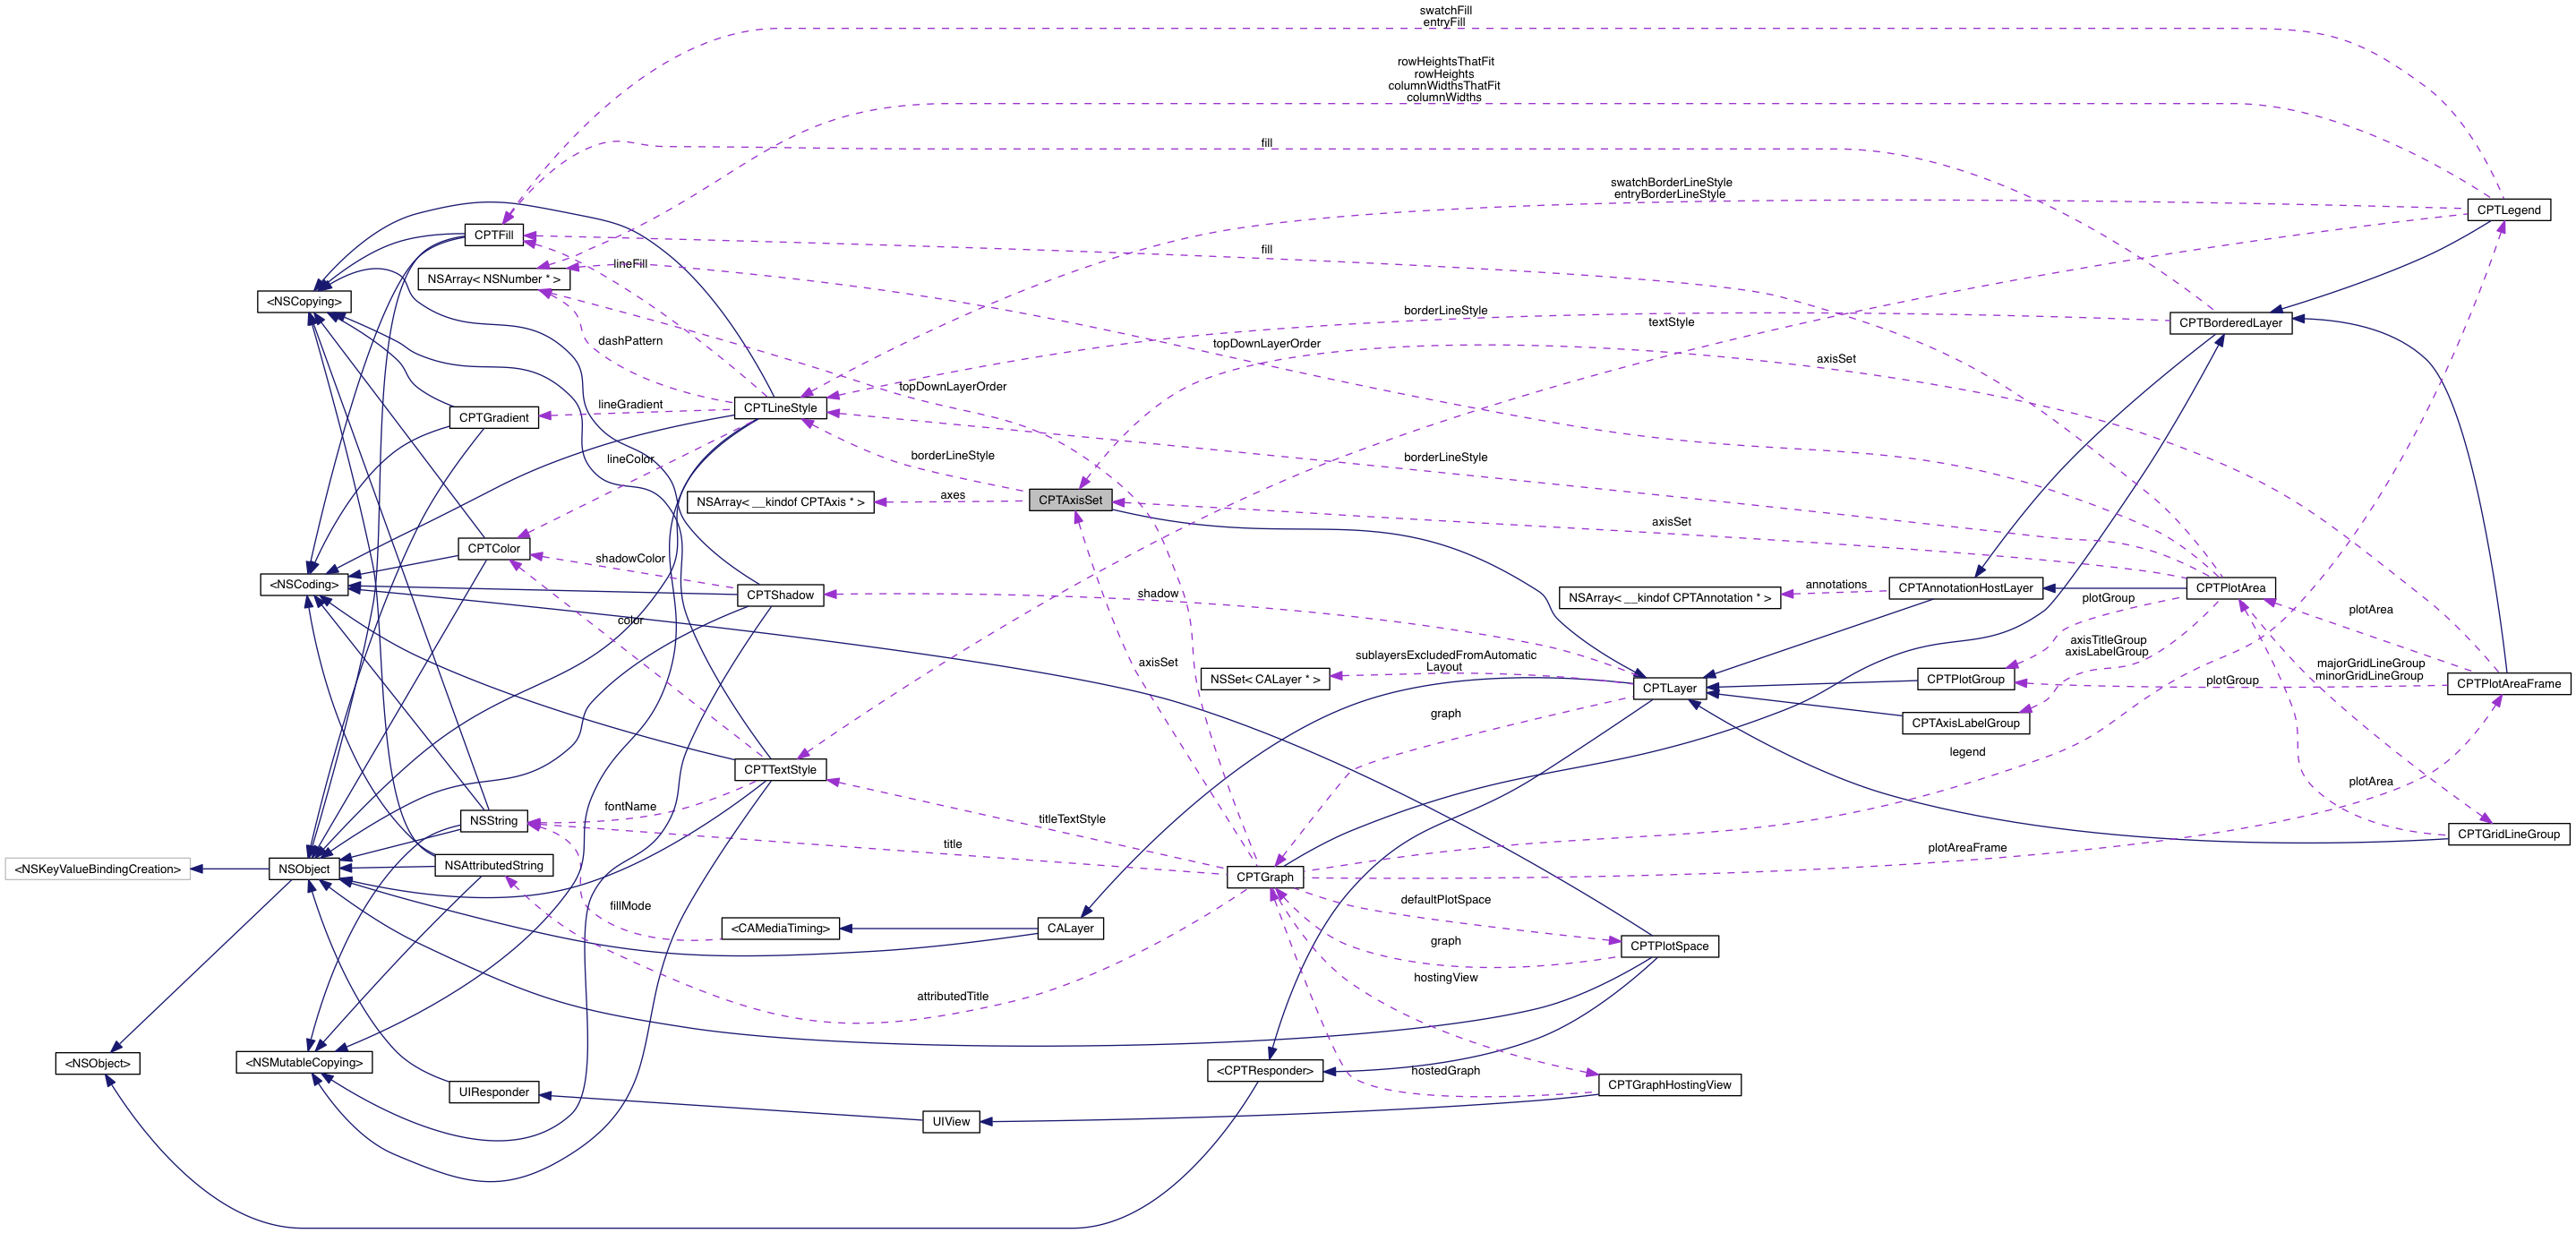 swatchFill
entryFill
rowHeightsThatFit
rowHeights
columnWidthsThatFit
columnWidths
fill
swatchBorderLineStyle
entryBorderLineStyle
CPTLegend
CPTFill
fill
lineFill
NSArray< NSNumber * >
<NSCopying>
borderLineStyle
textStyle
CPTBorderedLayer
dashPattern
topDownLayerOrder
axisSet
topDownLayerOrder
lineGradient
CPTLineStyle
CPTGradient
lineColor
borderLineStyle
borderLineStyle
axes
NSArray< __kindof CPTAxis * >
CPTAxisSet
axisSet
CPTColor
shadowColor
<NSCoding>
CPTShadow
shadow
annotations
NSArray< __kindof CPTAnnotation * >
CPTAnnotationHostLayer
CPTPlotArea
plotGroup
plotArea
color
axisTitleGroup
axisLabelGroup
axisSet
sublayersExcludedFromAutomatic
Layout
NSSet< CALayer * >
CPTLayer
CPTPlotGroup
plotGroup
majorGridLineGroup
minorGridLineGroup
CPTPlotAreaFrame
graph
CPTAxisLabelGroup
legend
CPTTextStyle
plotArea
fontName
NSString
titleTextStyle
CPTGridLineGroup
title
plotAreaFrame
<NSKeyValueBindingCreation>
NSObject
NSAttributedString
CPTGraph
fillMode
defaultPlotSpace
<CAMediaTiming>
CALayer
graph
CPTPlotSpace
hostingView
attributedTitle
<NSObject>
<NSMutableCopying>
<CPTResponder>
hostedGraph
CPTGraphHostingView
UIResponder
UIView